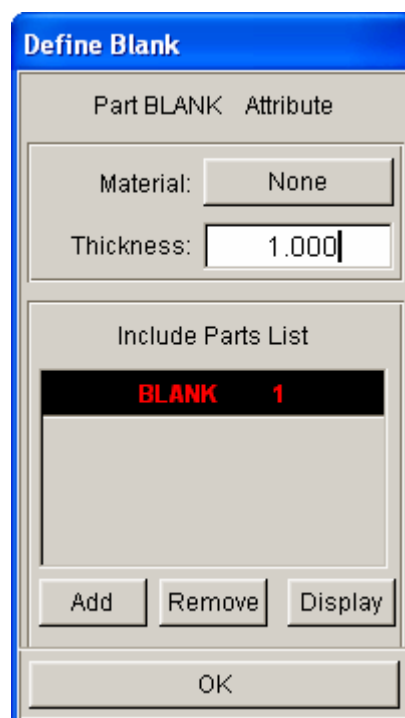 Define Blank
Part BLANK Attribute
Material: None
Thickness: 1.000
Include Parts List
BLANK 1
Add Remove Display
OK